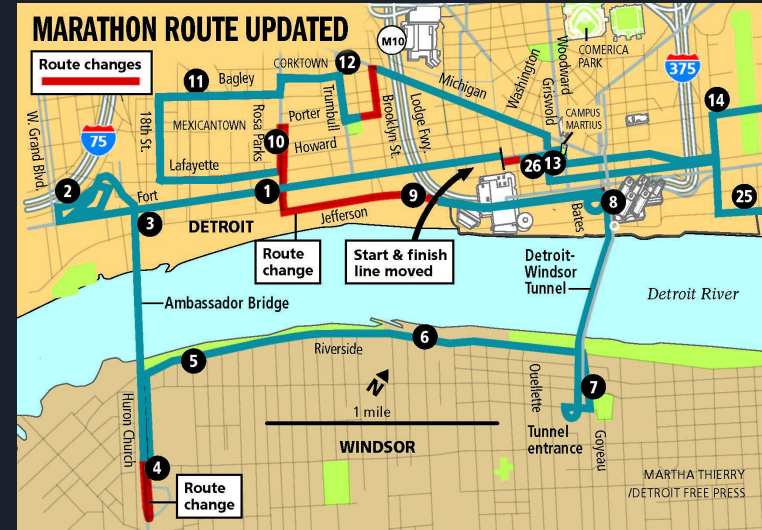 MARATHON ROUTE UPDATED
Route changes
M10
COMERICA
PARK
375
75
CORKTOWN
12
11
Bagley
Michigan
Washington
Woodward
Griswold
CAMPUS
MARTIUS
14
W. Grand Blvd.
18th St.
MEXICANTOWN
Rosa Parks
Porter
Trumbull
Brooklyn St.
Lodge Fwy.
10
Howard
Lafayette
26
13
2
Fort
1
9
8
25
3
DETROIT
Jefferson
Bates
Route
change
Start & finish
line moved
Detroit-
Windsor
Tunnel
Detroit River
Ambassador Bridge
5
Riverside
6
N
7
Huron Church
1 mile
Ouellette
Goyeau
WINDSOR
Tunnel
entrance
4
Route
change
MARTHA THIERRY
/DETROIT FREE PRESS